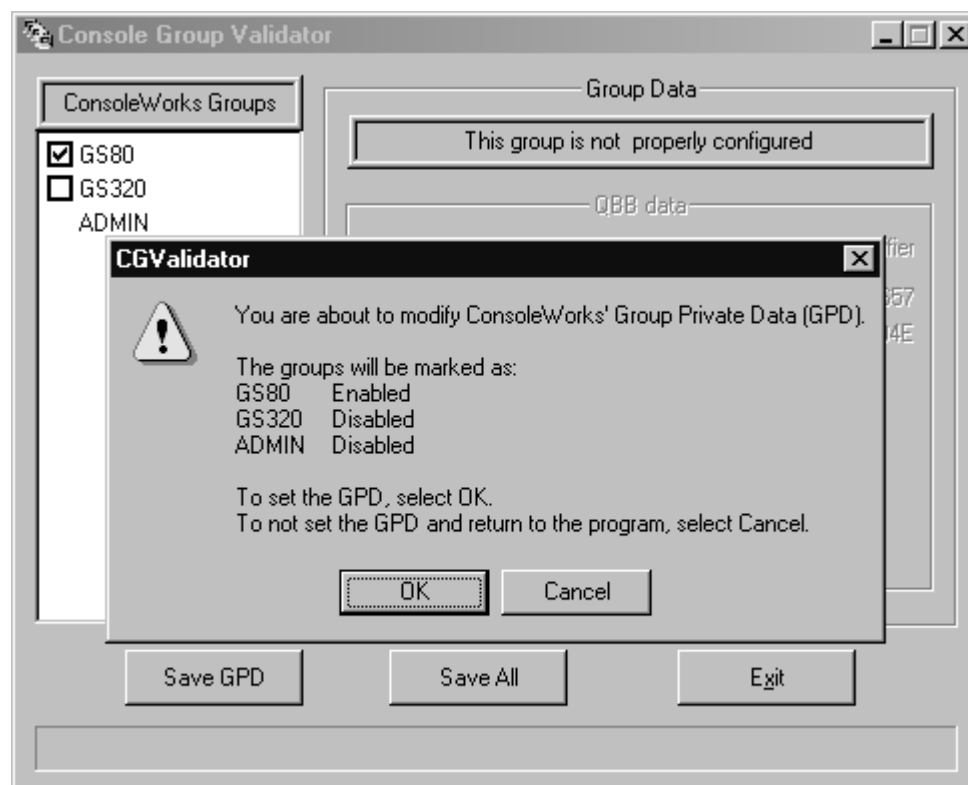 Console Group Validator
ConsoleWorks Groups
GS80
GS320
ADMIN
Group Data
This group is not properly configured
QBB data
CGValidator
You are about to modify ConsoleWorks' Group Private Data (GPD).
The groups will be marked as:
GS80 Enabled
GS320 Disabled
ADMIN Disabled
To set the GPD, select OK.
To not set the GPD and return to the program, select Cancel.
OK
Cancel
Save GPD
Save All
Exit